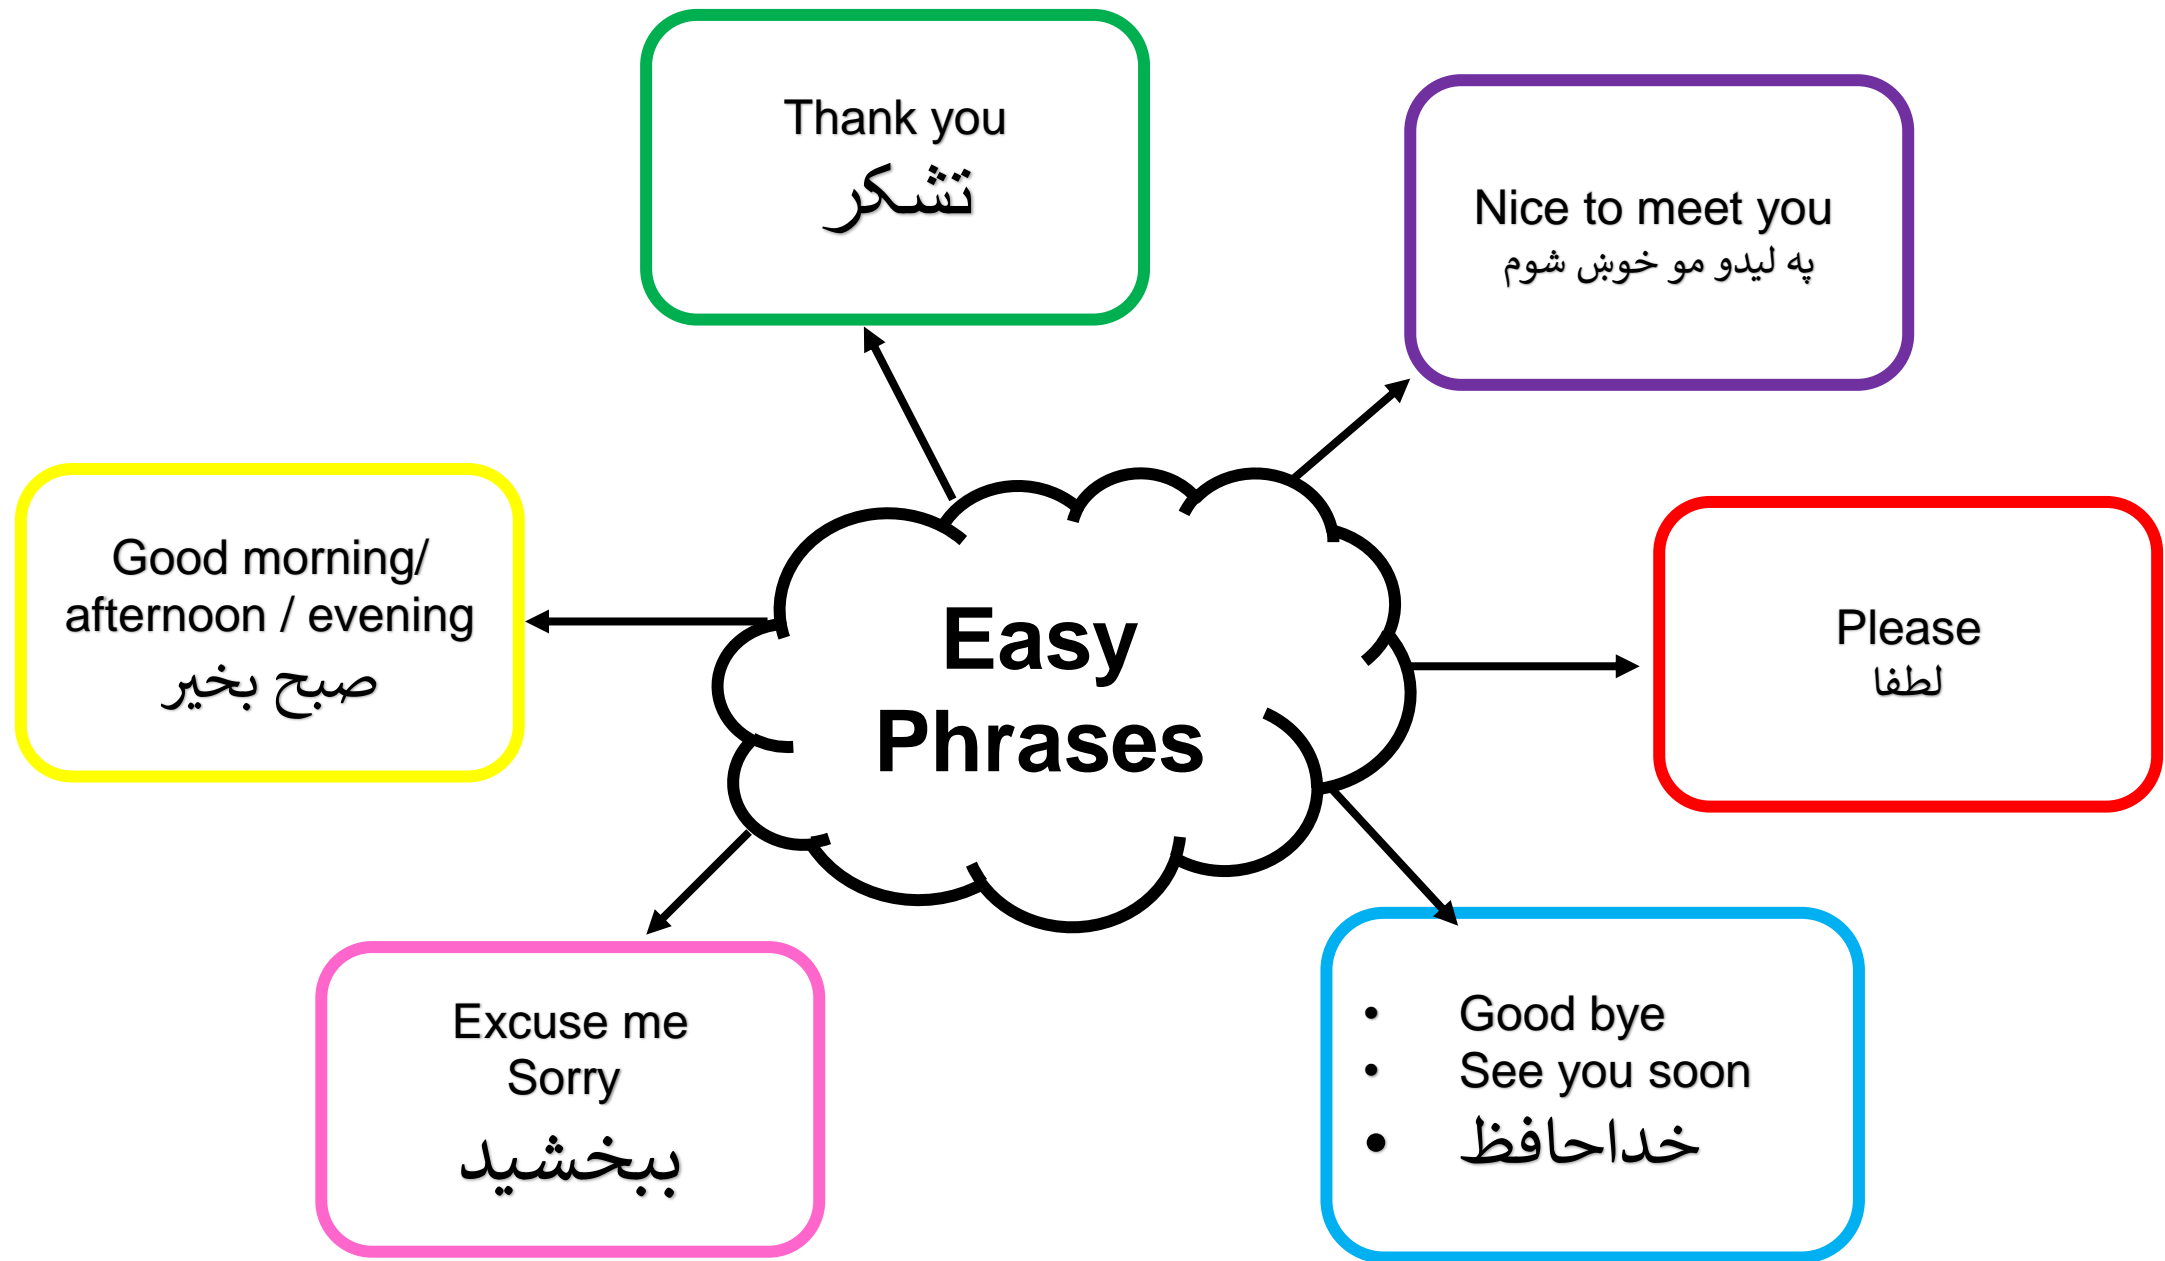 Thank you
تشکر
Nice to meet you
په لیدو مو خوښ شوم
Good morning/
afternoon / evening
صبح بخیر
Easy
Phrases
Please
لطفا
Excuse me
Sorry
ببخشید
• Good bye
• See you soon
• خداحافظ